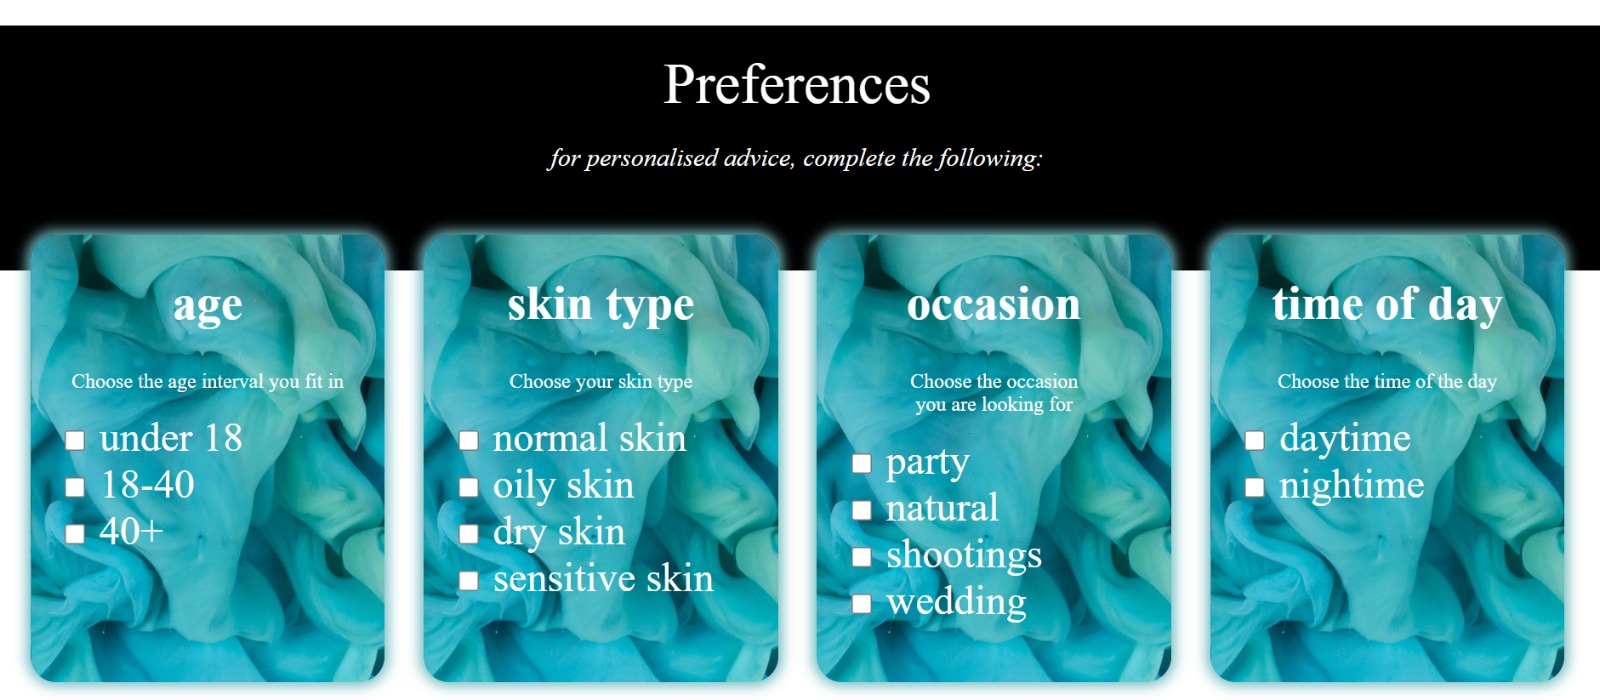 Preferences
for personalised advice, complete the following:
age
Choose the age interval you fit in
under 18
18-40
40+
skin type
Choose your skin type
normal skin
oily skin
dry skin
sensitive skin
occasion
Choose the occasion
you are looking for
party
natural
shootings
wedding
time of day
Choose the time of the day
daytime
nightime